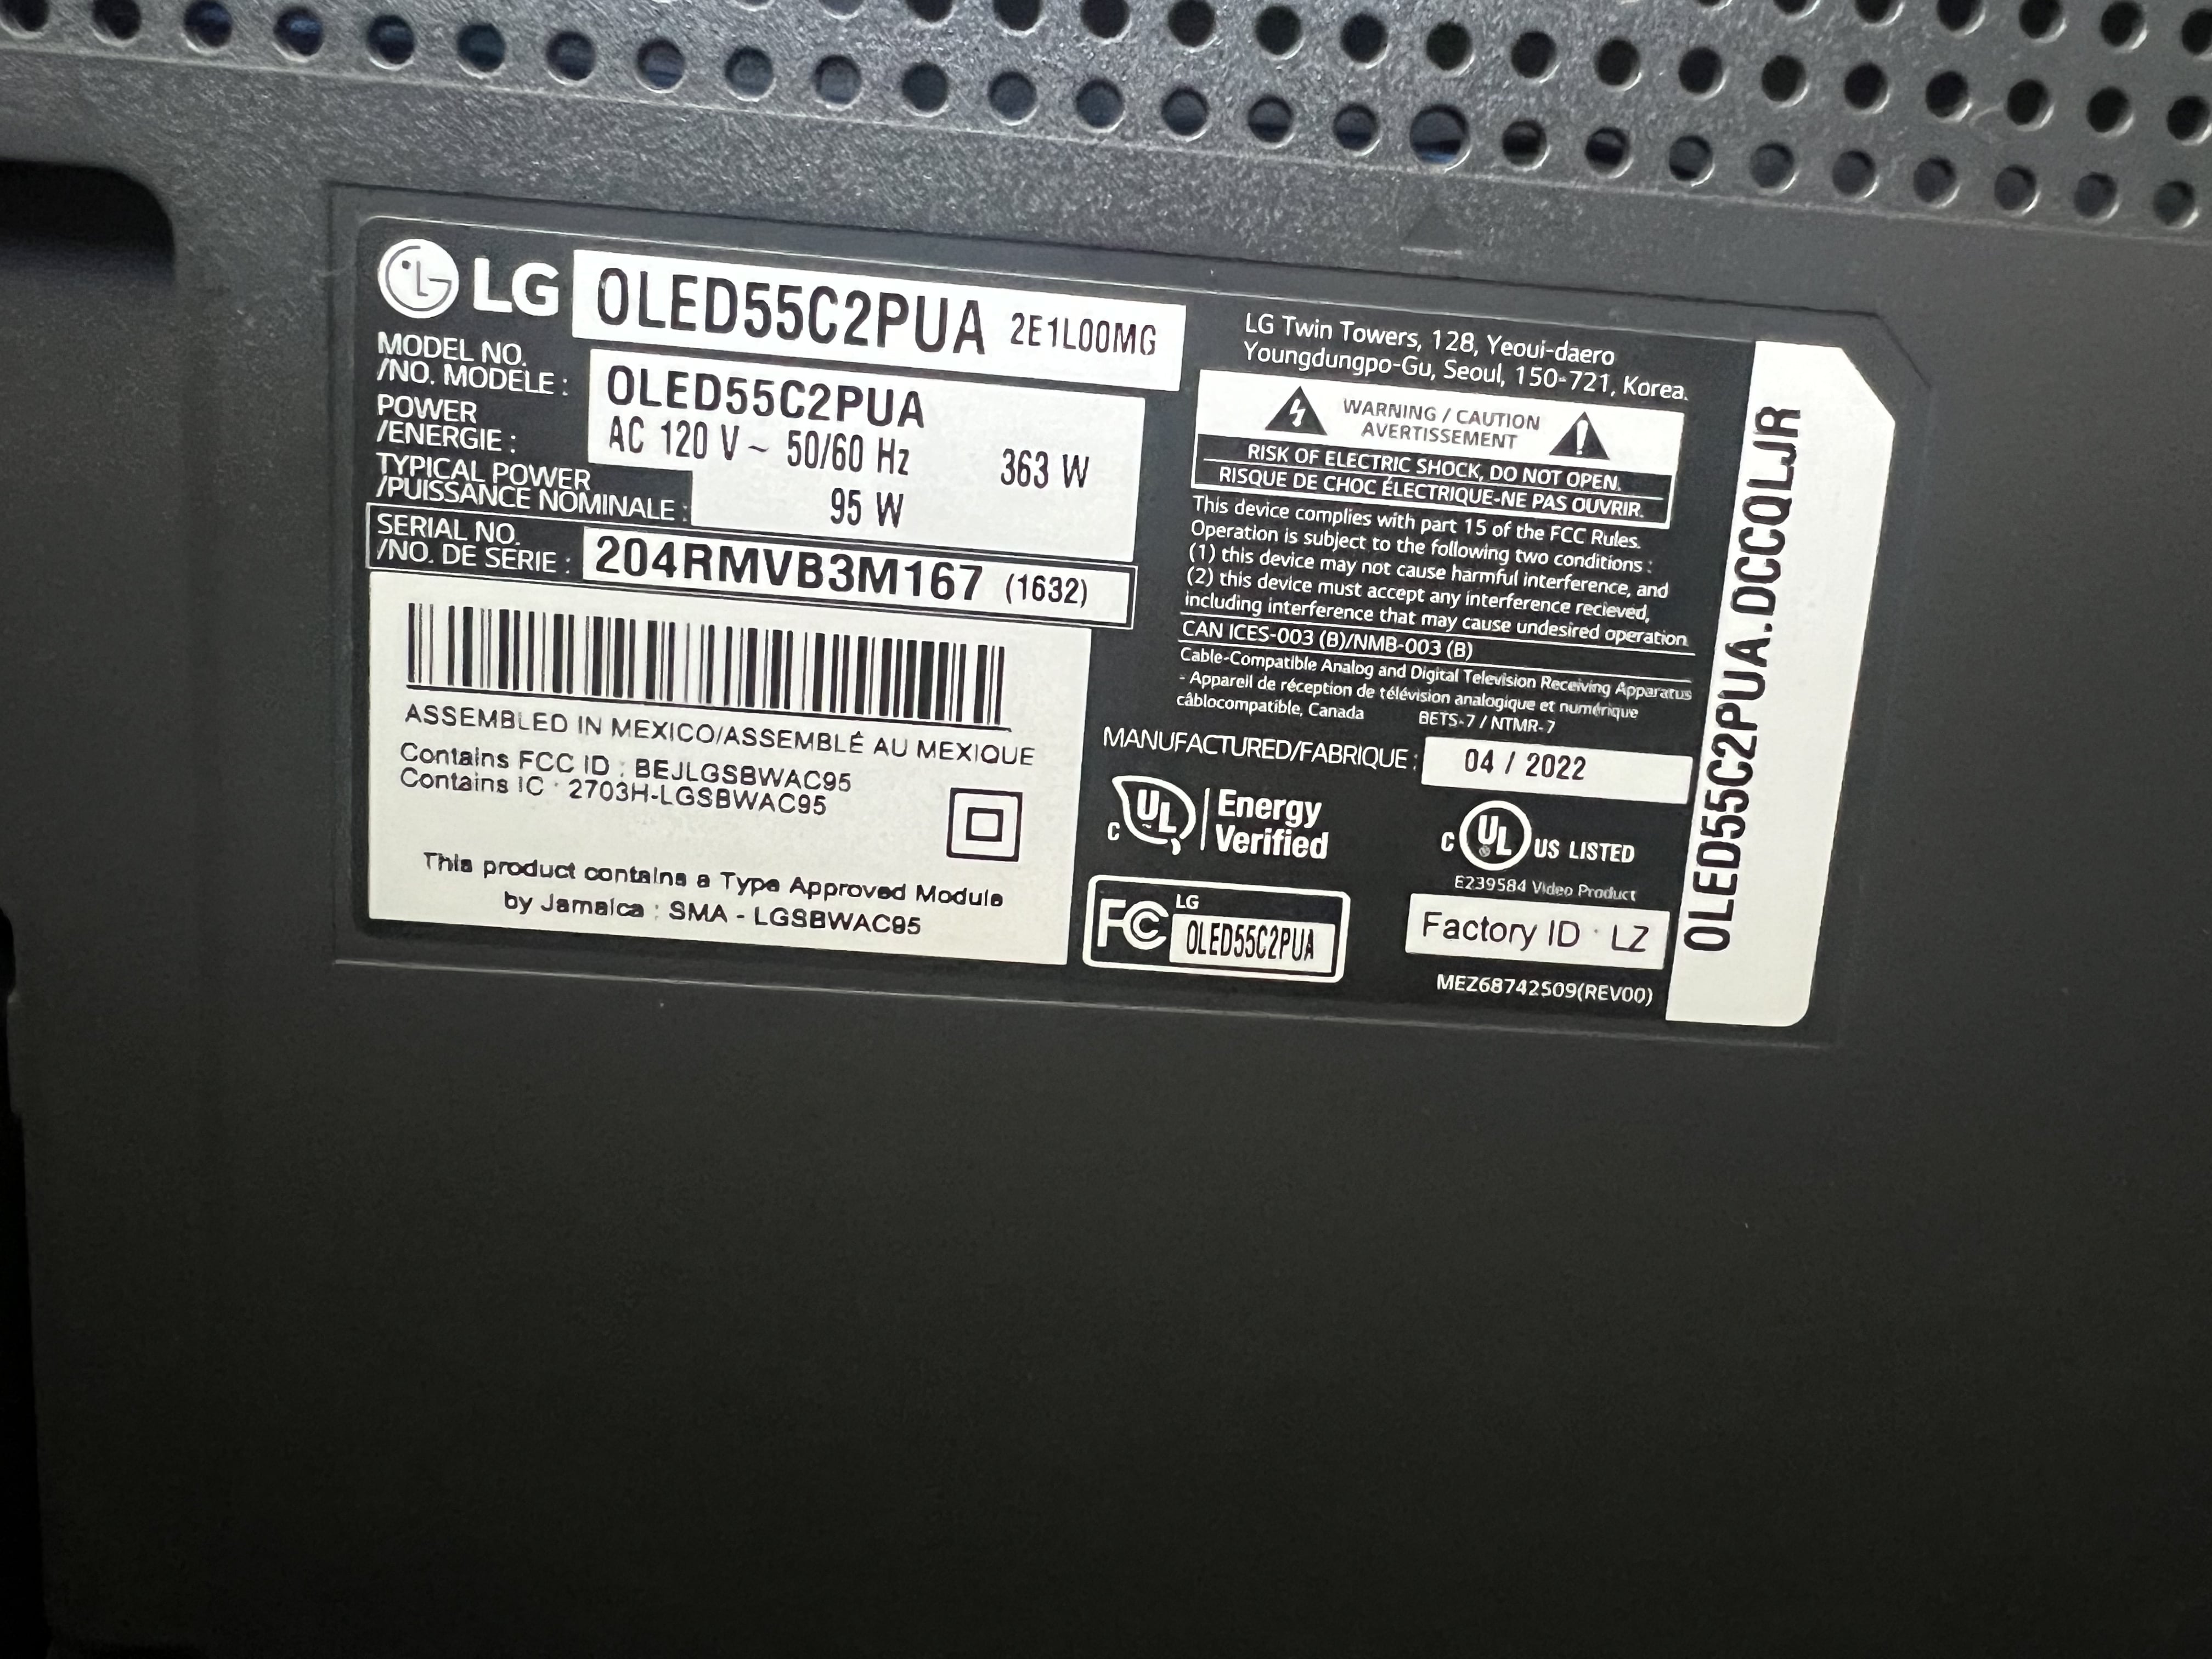 LG OLED55C2PUA 2E1L00MG
MODEL NO.
/NO. MODÈLE : OLED55C2PUA
POWER
/ENERGIE : AC 120 V ~ 50/60 Hz 363 W
TYPICAL POWER
/PUISSANCE NOMINALE : 95 W
SERIAL NO.
/NO. DE SÉRIE : 204RMVB3M167 (1632)
ASSEMBLED IN MEXICO/ASSEMBLÉ AU MEXIQUE
Contains FCC ID : BEJLGSBWAC95
Contains IC : 2703H-LGSBWAC95
This product contains a Type Approved Module
by Jamaica : SMA - LGSBWAC95
LG Twin Towers, 128, Yeoui-daero
Youngdungpo-Gu, Seoul, 150-721, Korea.
WARNING / CAUTION
AVERTISSEMENT
RISK OF ELECTRIC SHOCK, DO NOT OPEN.
RISQUE DE CHOC ÉLECTRIQUE-NE PAS OUVRIR.
This device complies with part 15 of the FCC Rules.
Operation is subject to the following two conditions :
(1) this device may not cause harmful interference, and
(2) this device must accept any interference recieved,
including interference that may cause undesired operation.
CAN ICES-003 (B)/NMB-003 (B)
Cable-Compatible Analog and Digital Television Receiving Apparatus
- Appareil de réception de télévision analogique et numérique
câblocompatible, Canada BETS-7 / NTMR-7
MANUFACTURED/FABRIQUE : 04 / 2022
C UL Energy
Verified
C UL US LISTED
E239584 Video Product
FC LG
OLED55C2PUA
Factory ID : LZ
MEZ68742509(REV00)
OLED55C2PUA.DCCQLJR